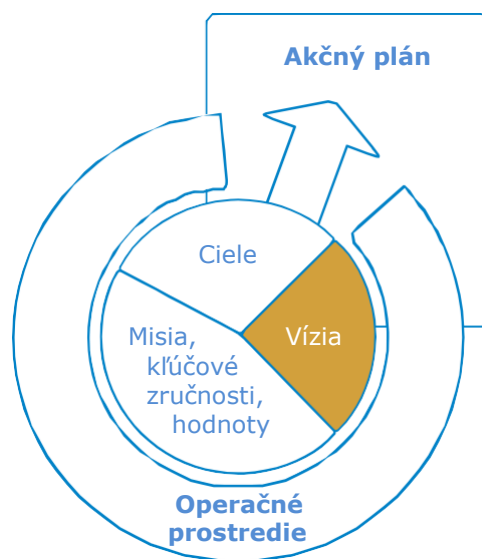 Akčný plán
Ciele
Misia,
kľúčové
zručnosti,
hodnoty
Vízia
Operačné
prostredie